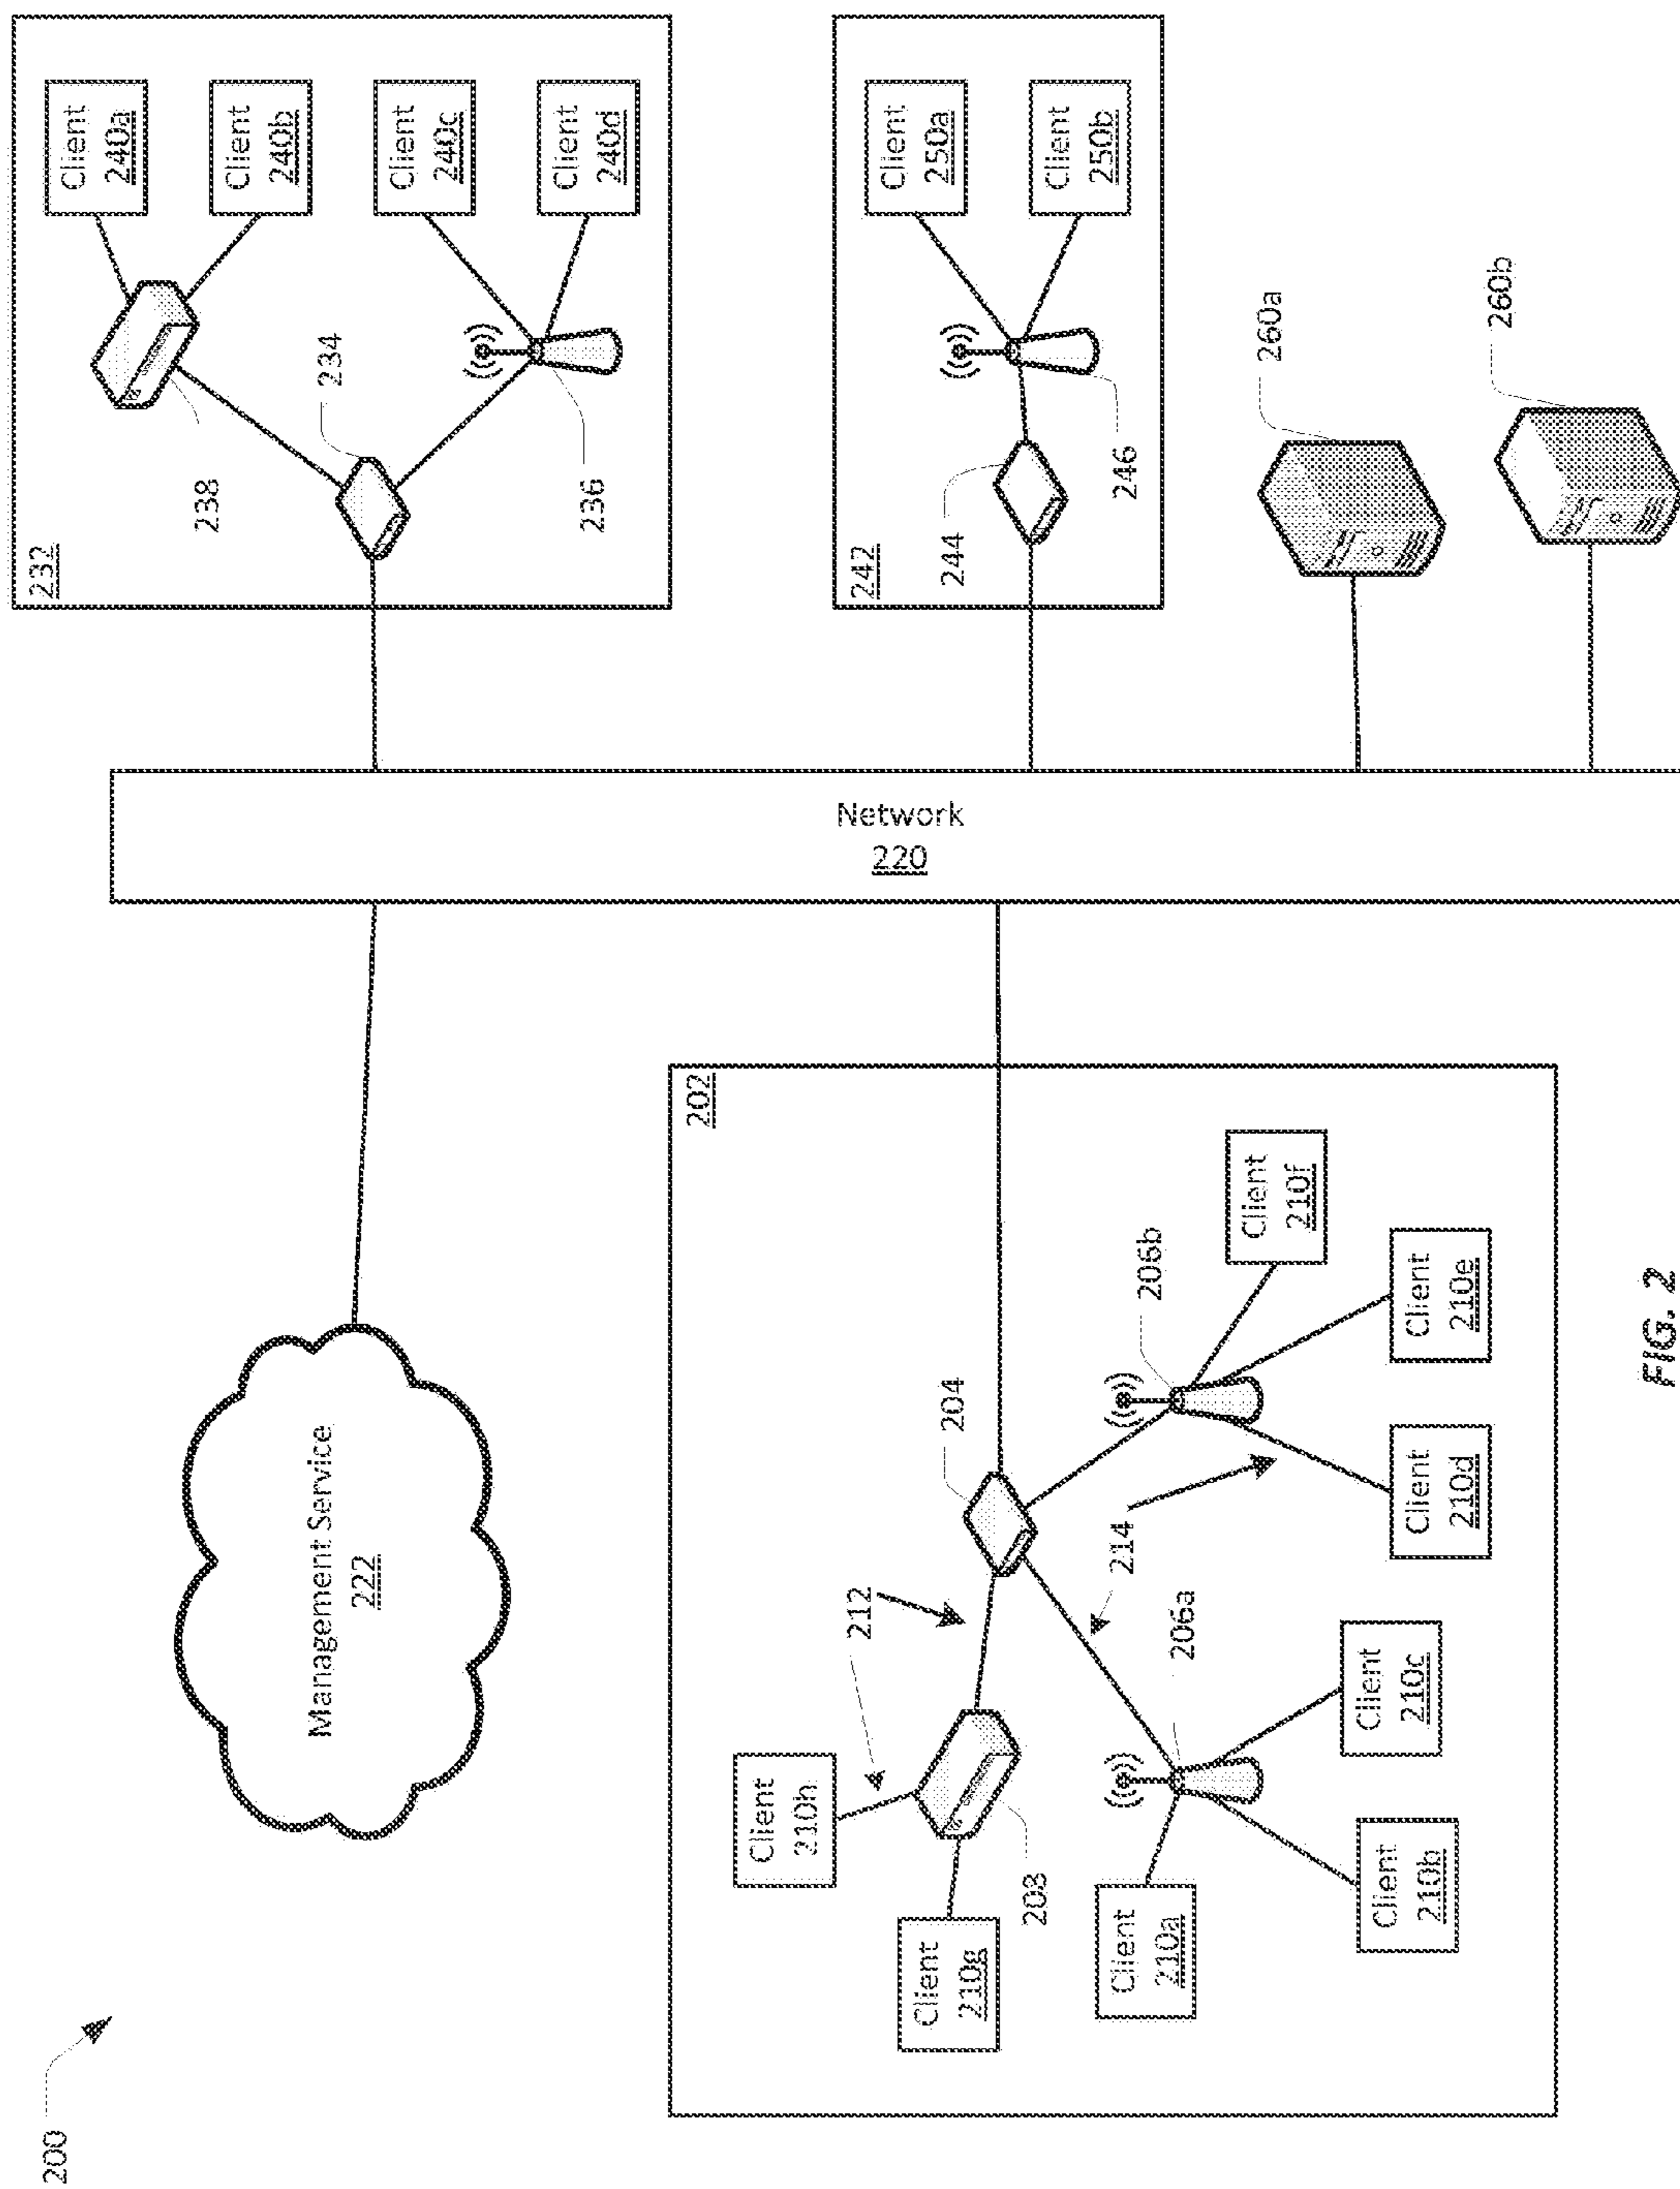 200
Management Service
222
202
204
206b
Client
210f
Client
210e
Client
210d
214
212
206a
Client
210h
208
Client
210g
Client
210a
Client
210b
Client
210c
Network
220
232
234
238
236
Client
240a
Client
240b
Client
240c
Client
240d
242
244
246
Client
250a
Client
250b
260a
260b
FIG. 2